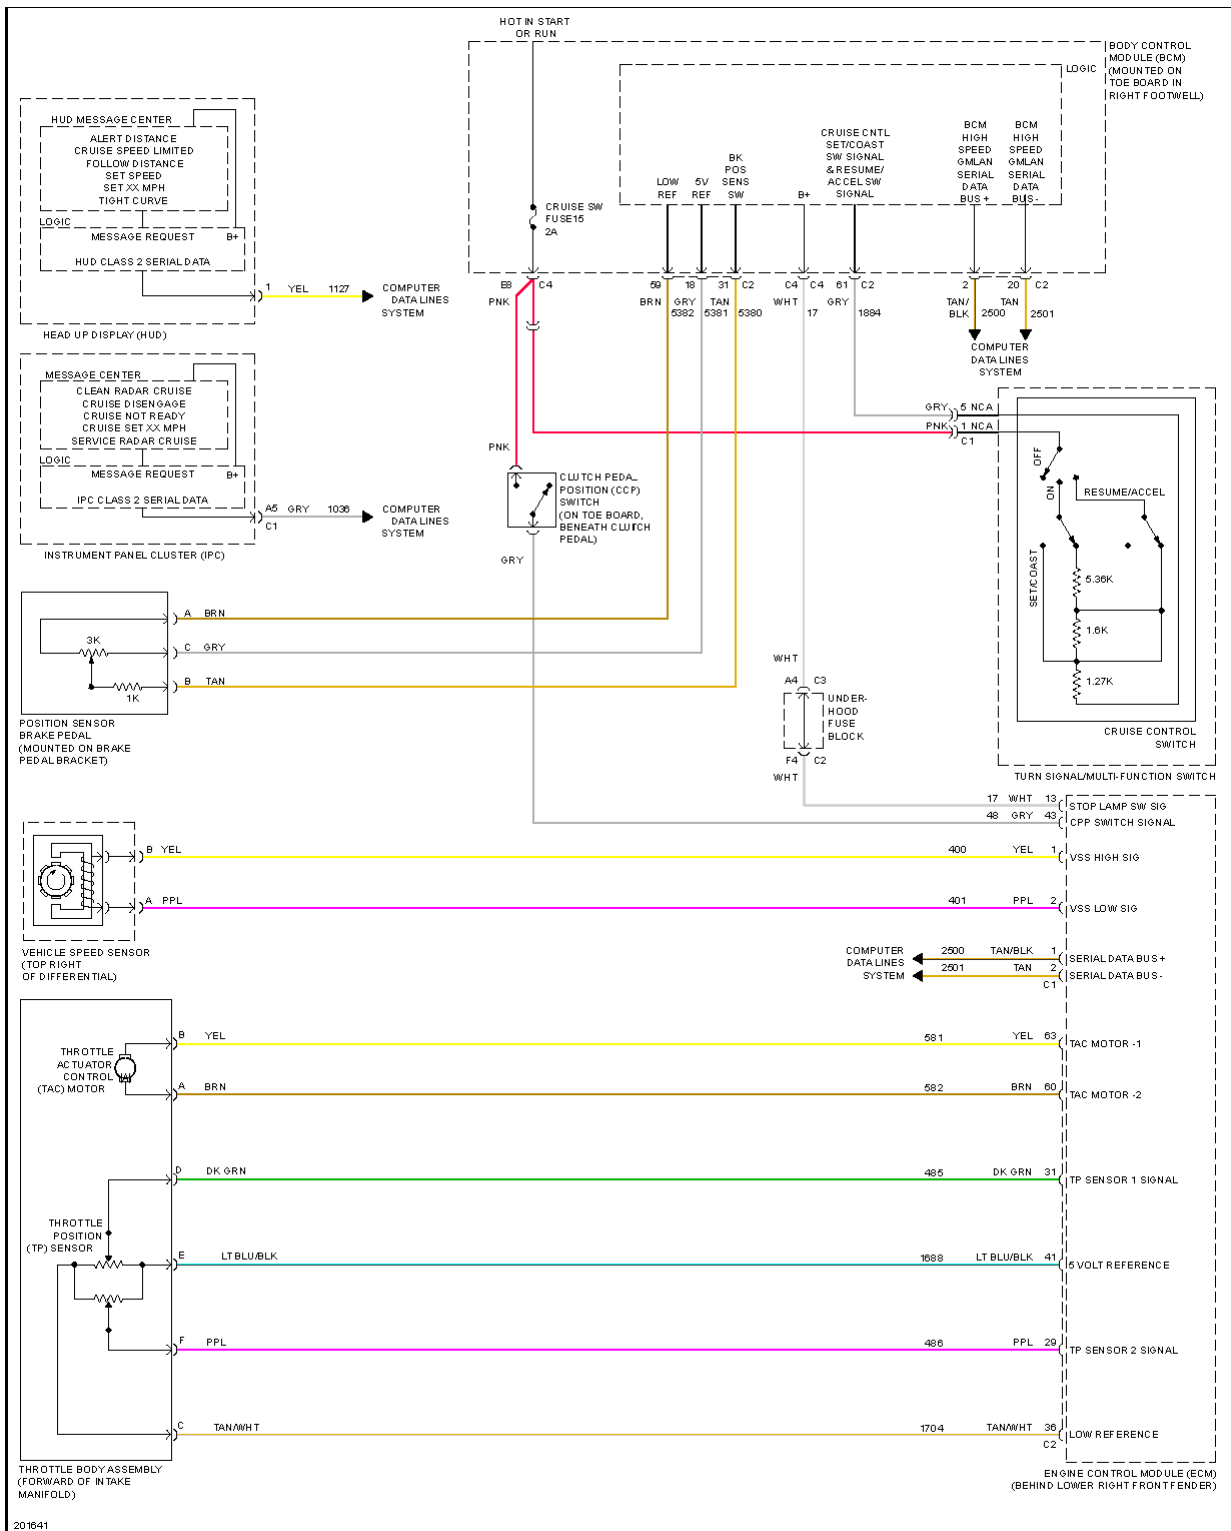 HOT IN START
OR RUN
BODY CONTROL
MODULE (BCM)
(MOUNTED ON
TOE BOARD IN
RIGHT FOOTWELL)
LOGIC
LOW
REF
5V
REF
BK
POS
SENS
SW
B+
CRUISE CNTL
SET/COAST
SW SIGNAL
& RESUME/
ACCEL SW
SIGNAL
BCM
HIGH
SPEED
GMLAN
SERIAL
DATA
BUS +
BCM
HIGH
SPEED
GMLAN
SERIAL
DATA
BUS -
CRUISE SW
FUSE15
2A
E8 C4
59 18 31 C2 C4 C4 61 C2 2 20 C2
PNK
BRN 5382
GRY 5381
TAN 5380
WHT 17
GRY 1884
TAN/
BLK 2500
TAN 2501
COMPUTER
DATA LINES
SYSTEM
HUD MESSAGE CENTER
ALERT DISTANCE
CRUISE SPEED LIMITED
FOLLOW DISTANCE
SET SPEED
SET XX MPH
TIGHT CURVE
LOGIC
MESSAGE REQUEST B+
HUD CLASS 2 SERIAL DATA
1 YEL 1127
COMPUTER
DATA LINES
SYSTEM
HEAD UP DISPLAY (HUD)
MESSAGE CENTER
CLEAN RADAR CRUISE
CRUISE DISENGAGE
CRUISE NOT READY
CRUISE SET XX MPH
SERVICE RADAR CRUISE
LOGIC
MESSAGE REQUEST B+
IPC CLASS 2 SERIAL DATA
A5 GRY 1036
C1
COMPUTER
DATA LINES
SYSTEM
INSTRUMENT PANEL CLUSTER (IPC)
PNK
CLUTCH PEDAL
POSITION (CCP)
SWITCH
(ON TOE BOARD,
BENEATH CLUTCH
PEDAL)
GRY
GRY 5 NCA
PNK 1 NCA
C1
OFF
ON
RESUME/ACCEL
SET/COAST
5.36K
1.6K
1.27K
CRUISE CONTROL
SWITCH
TURN SIGNAL/MULTI-FUNCTION SWITCH
A BRN
C GRY
B TAN
3K
1K
POSITION SENSOR
BRAKE PEDAL
(MOUNTED ON BRAKE
PEDAL BRACKET)
WHT
A4 C3
UNDER-
HOOD
FUSE
BLOCK
F4 C2
WHT
17 WHT 13 STOP LAMP SW SIG
48 GRY 43 CPP SWITCH SIGNAL
B YEL 400 YEL 1 VSS HIGH SIG
A PPL 401 PPL 2 VSS LOW SIG
VEHICLE SPEED SENSOR
(TOP RIGHT
OF DIFFERENTIAL)
COMPUTER
DATA LINES
SYSTEM
2500 TAN/BLK 1 SERIAL DATA BUS +
2501 TAN 2 SERIAL DATA BUS -
C1
THROTTLE
ACTUATOR
CONTROL
(TAC) MOTOR
B YEL 581 YEL 63 TAC MOTOR -1
A BRN 582 BRN 60 TAC MOTOR -2
D DK GRN 485 DK GRN 31 TP SENSOR 1 SIGNAL
THROTTLE
POSITION
(TP) SENSOR
E LT BLU/BLK 1688 LT BLU/BLK 41 5 VOLT REFERENCE
F PPL 486 PPL 29 TP SENSOR 2 SIGNAL
C TAN/WHT 1704 TAN/WHT 36 LOW REFERENCE
C2
THROTTLE BODY ASSEMBLY
(FORWARD OF INTAKE
MANIFOLD)
ENGINE CONTROL MODULE (ECM)
(BEHIND LOWER RIGHT FRONT FENDER)
201641